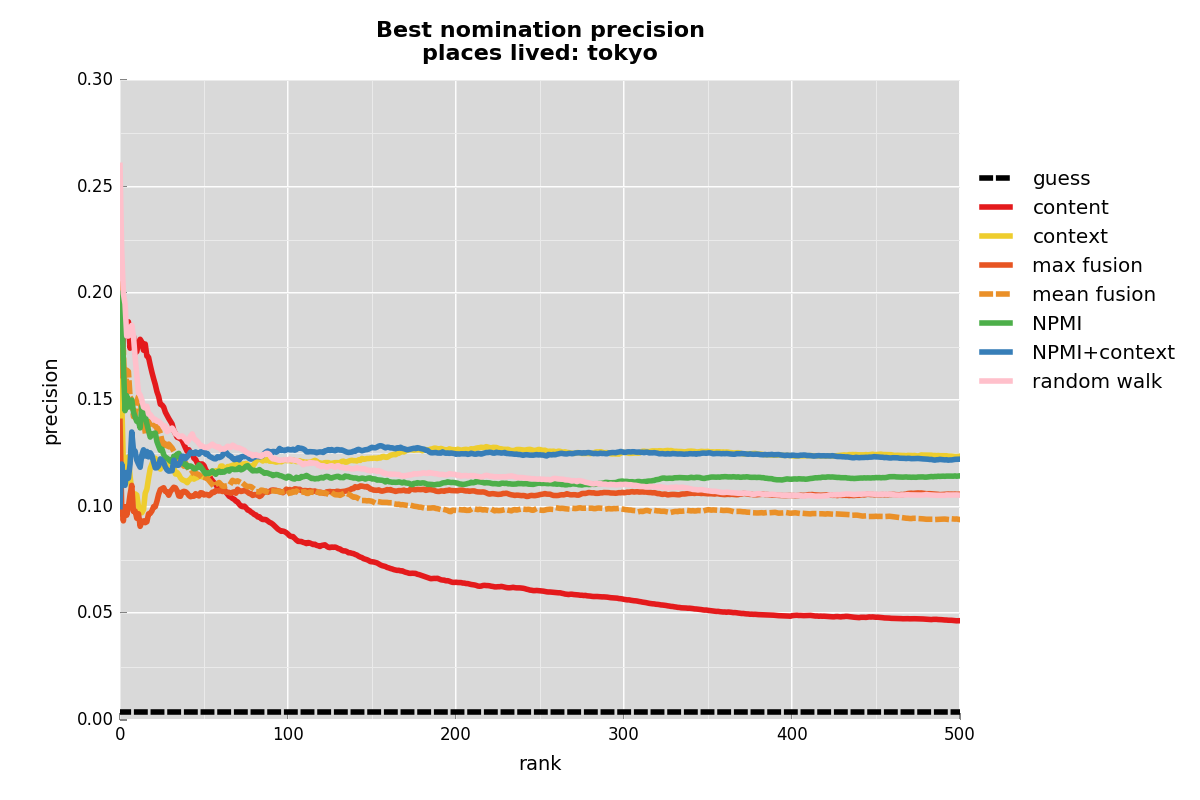 Best nomination precision
places lived: tokyo
precision
0.30
0.25
0.20
0.15
0.10
0.05
0.00
0
100
200
300
400
500
rank
guess
content
context
max fusion
mean fusion
NPMI
NPMI+context
random walk